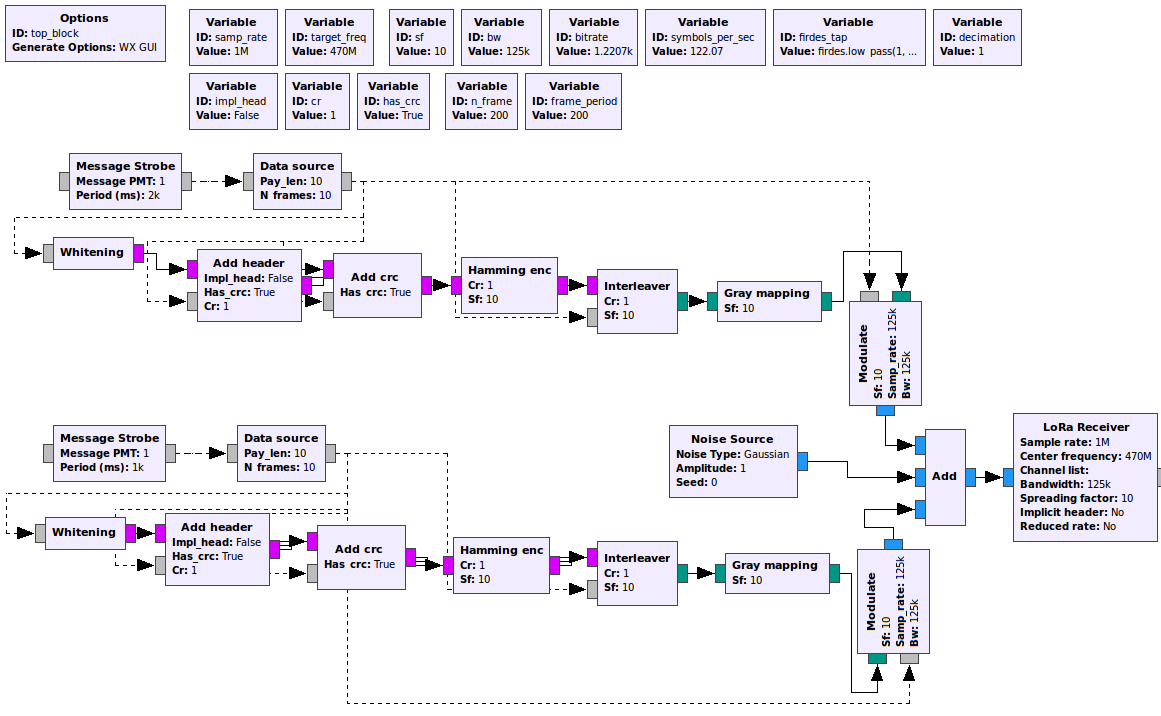 Options
ID: top_block
Generate Options: WX GUI
Variable
ID: samp_rate
Value: 1M
Variable
ID: target_freq
Value: 470M
Variable
ID: sf
Value: 10
Variable
ID: bw
Value: 125k
Variable
ID: bitrate
Value: 1.2207k
Variable
ID: symbols_per_sec
Value: 122.07
Variable
ID: firdes_tap
Value: firdes.low_pass(1, ...
Variable
ID: decimation
Value: 1
Variable
ID: impl_head
Value: False
Variable
ID: cr
Value: 1
Variable
ID: has_crc
Value: True
Variable
ID: n_frame
Value: 200
Variable
ID: frame_period
Value: 200
Message Strobe
Message PMT: 1
Period (ms): 2k
Data source
Pay_len: 10
N_frames: 10
Whitening
Add header
Impl_head: False
Has_crc: True
Cr: 1
Add crc
Has_crc: True
Hamming enc
Cr: 1
Sf: 10
Interleaver
Cr: 1
Sf: 10
Gray mapping
Sf: 10
Modulate
Sf: 10
Samp_rate: 125k
Bw: 125k
Message Strobe
Message PMT: 1
Period (ms): 1k
Data source
Pay_len: 10
N_frames: 10
Noise Source
Noise Type: Gaussian
Amplitude: 1
Seed: 0
Add
LoRa Receiver
Sample rate: 1M
Center frequency: 470M
Channel list:
Bandwidth: 125k
Spreading factor: 10
Implicit header: No
Reduced rate: No
Whitening
Add header
Impl_head: False
Has_crc: True
Cr: 1
Add crc
Has_crc: True
Hamming enc
Cr: 1
Sf: 10
Interleaver
Cr: 1
Sf: 10
Gray mapping
Sf: 10
Modulate
Sf: 10
Samp_rate: 125k
Bw: 125k